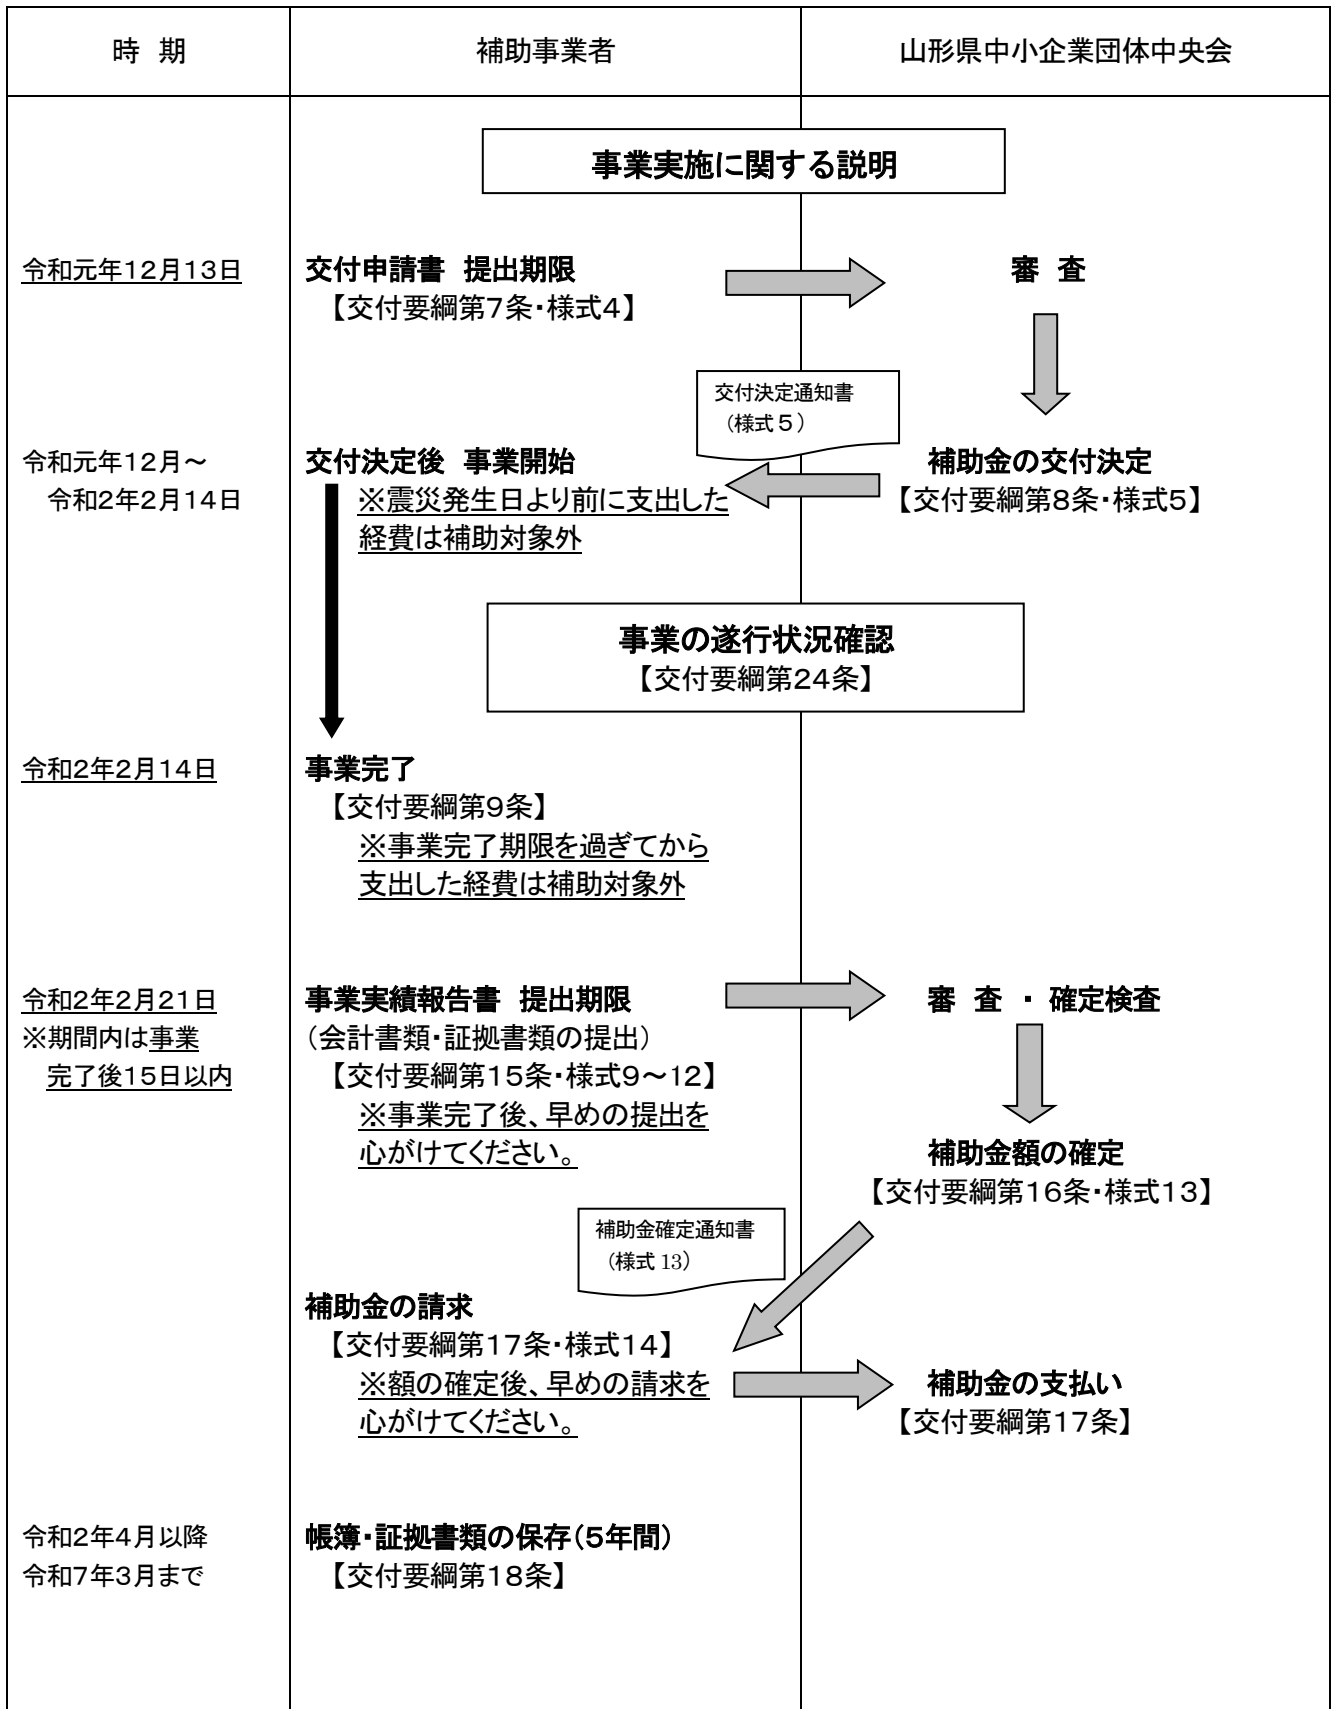 時　期
補助事業者
山形県中小企業団体中央会
事業実施に関する説明
令和元年１２月１３日
交付申請書　提出期限
【交付要綱第７条・様式４】
審　査
交付決定通知書
（様式５）
令和元年１２月～
令和２年２月１４日
交付決定後　事業開始
※震災発生日より前に支出した
経費は補助対象外
補助金の交付決定
【交付要綱第８条・様式５】
事業の遂行状況確認
【交付要綱第２４条】
令和２年２月１４日
事業完了
【交付要綱第９条】
※事業完了期限を過ぎてから
支出した経費は補助対象外
令和２年２月２１日
※期間内は事業
完了後１５日以内
事業実績報告書　提出期限
（会計書類・証拠書類の提出）
【交付要綱第１５条・様式９～12】
※事業完了後、早めの提出を
心がけてください。
審　査　・　確定検査
補助金額の確定
【交付要綱第１６条・様式１３】
補助金確定通知書
（様式 13）
補助金の請求
【交付要綱第１７条・様式１４】
※額の確定後、早めの請求を
心がけてください。
補助金の支払い
【交付要綱第１７条】
令和２年４月以降
令和７年３月まで
帳簿・証拠書類の保存（５年間）
【交付要綱第１８条】